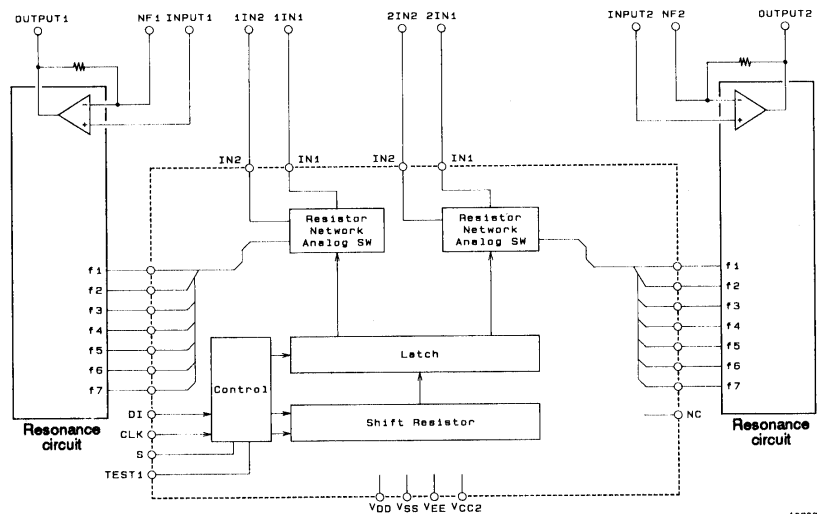 OUTPUT1 NF1 INPUT1 1IN2 1IN1 2IN2 2IN1 INPUT2 NF2 OUTPUT2
- +
- +
IN2 IN1 IN2 IN1
Resistor
Network
Analog SW
Resistor
Network
Analog SW
f1 f1
f2 f2
f3 f3
f4 f4
f5 f5
f6 f6
f7 f7
Latch
Control
DI
NC
Shift Resistor
CLK
Resonance
circuit
Resonance
circuit
S
TEST1
VDD VSS VEE VCC2